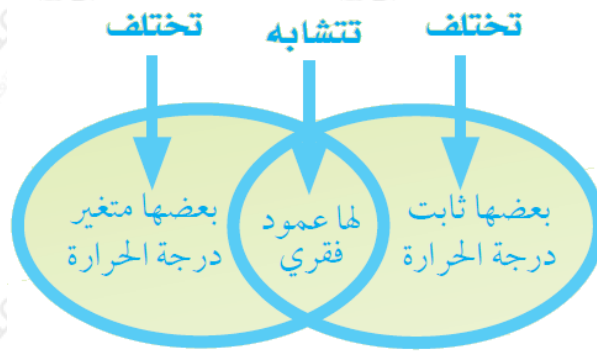 تختلف
تتشابه
تختلف
بعضها ثابت
درجة الحرارة
لها عمود
فقري
بعضها متغير
درجة الحرارة